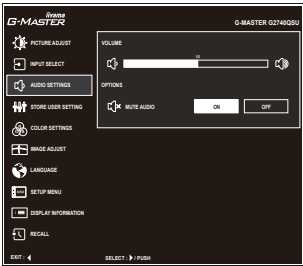 iiyama
G-MASTER
G-MASTER G2740QSU
PICTURE ADJUST
INPUT SELECT
AUDIO SETTINGS
STORE USER SETTING
COLOR SETTINGS
IMAGE ADJUST
LANGUAGE
SETUP MENU
DISPLAY INFORMATION
RECALL
VOLUME
50
OPTIONS
MUTE AUDIO
ON
OFF
EXIT :
SELECT : / PUSH